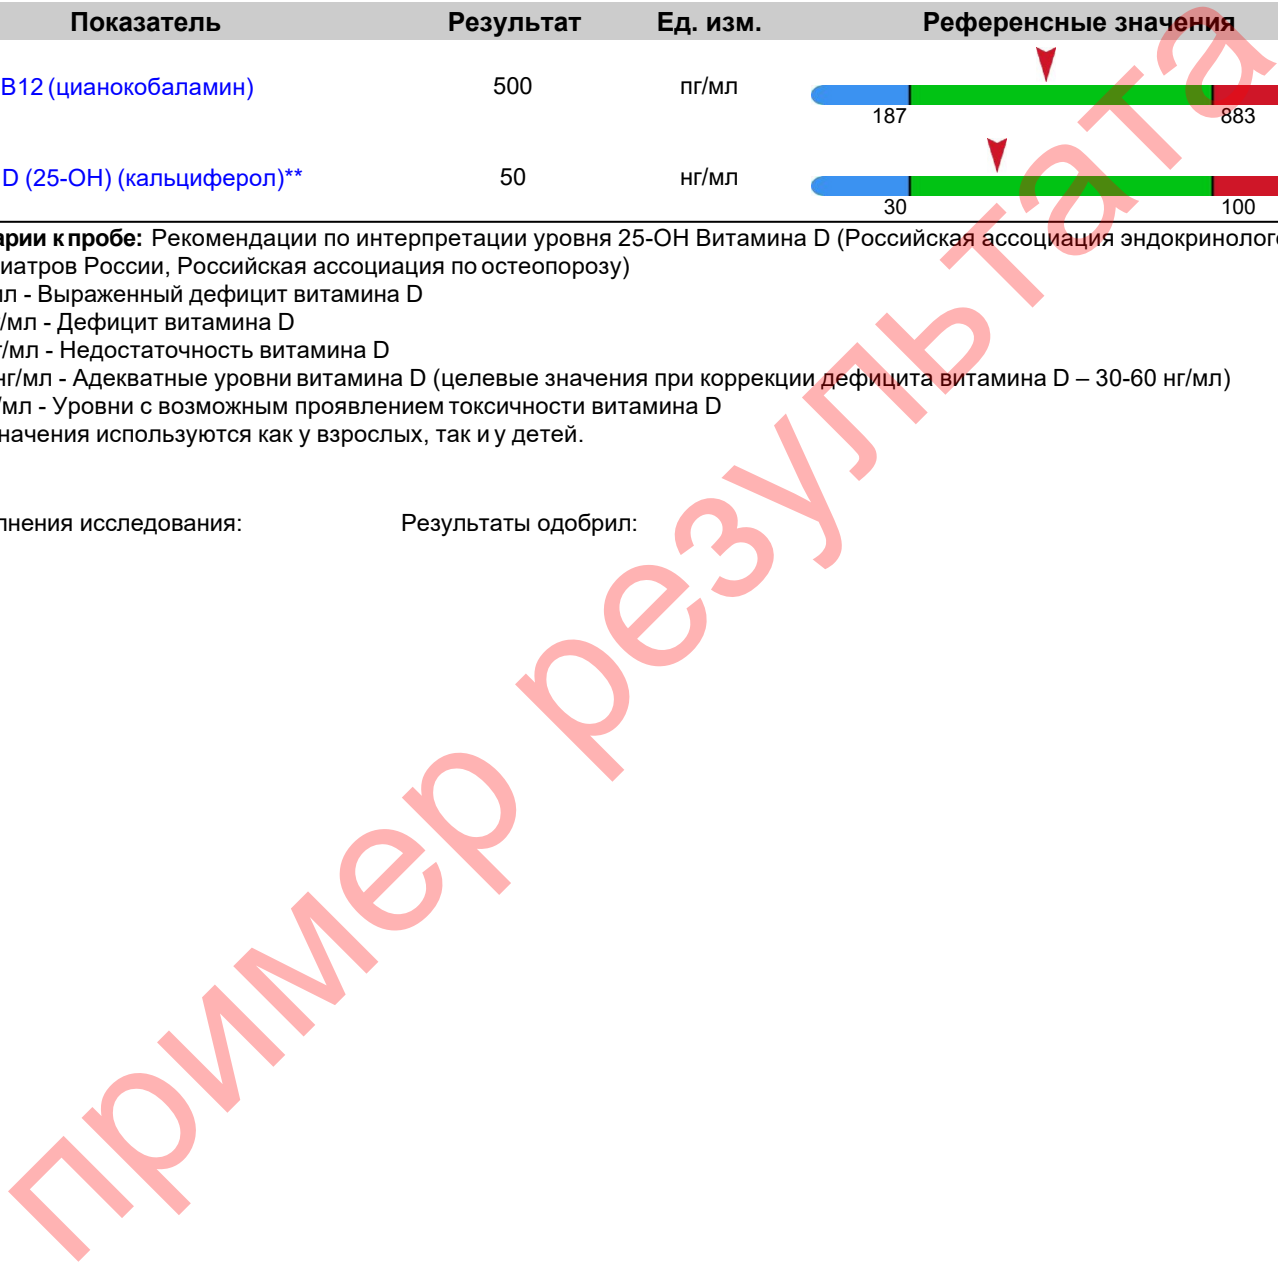 Показатель Результат Ед. изм. Референсные значения
B12 (цианокобаламин) 500 пг/мл
187 883
D (25-OH) (кальциферол)** 50 нг/мл
30 100
арии к пробе: Рекомендации по интерпретации уровня 25-OH Витамина D (Российская ассоциация эндокринолого
иатров России, Российская ассоциация по остеопорозу)
мл - Выраженный дефицит витамина D
г/мл - Дефицит витамина D
г/мл - Недостаточность витамина D
нг/мл - Адекватные уровни витамина D (целевые значения при коррекции дефицита витамина D – 30-60 нг/мл)
/мл - Уровни с возможным проявлением токсичности витамина D
начения используются как у взрослых, так и у детей.
лнения исследования: Результаты одобрил:
пример результата